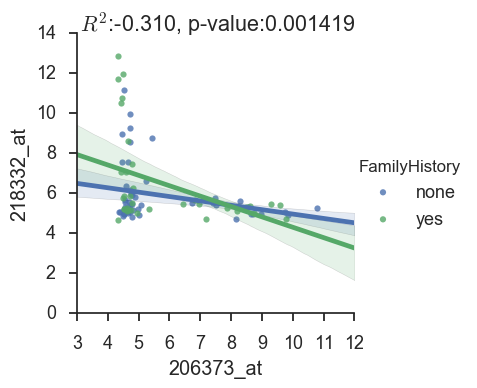 R²:-0.310, p-value:0.001419
14
12
10
8
6
4
2
0
218332_at
3 4 5 6 7 8 9 10 11 12
206373_at
FamilyHistory
none
yes